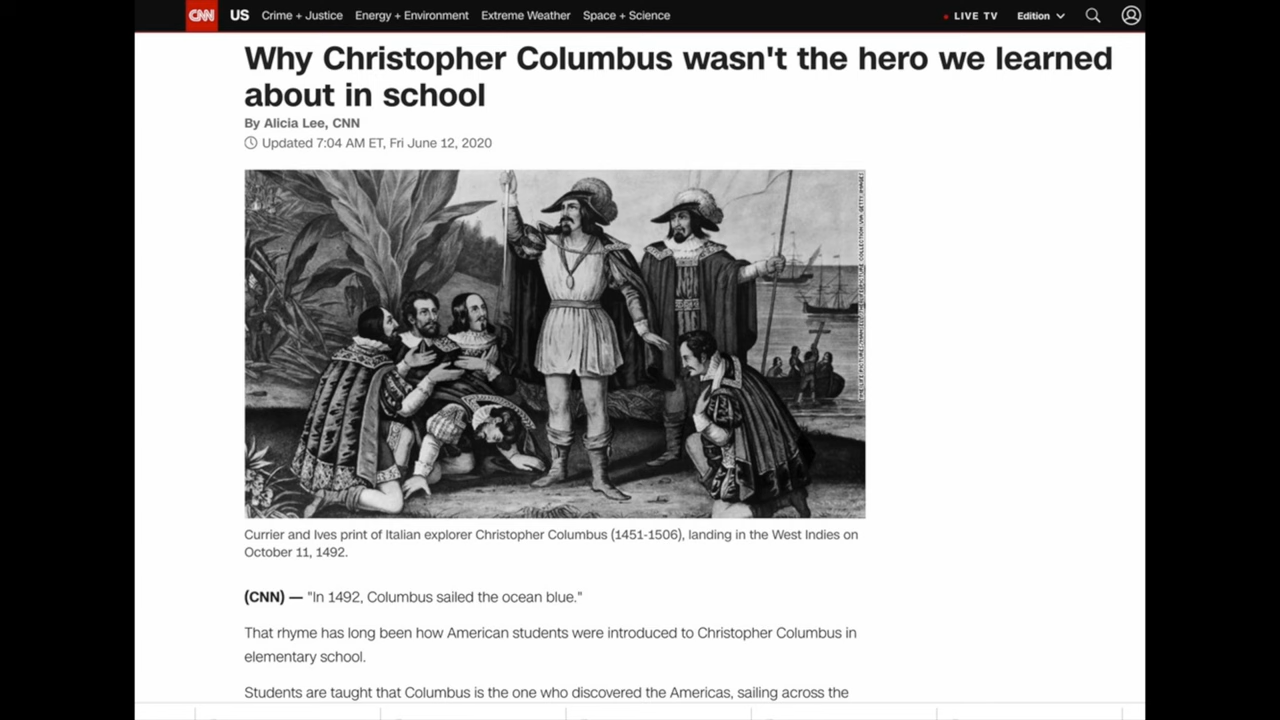 CNN US Crime + Justice Energy + Environment Extreme Weather Space + Science LIVE TV Edition
Why Christopher Columbus wasn't the hero we learned
about in school
By Alicia Lee, CNN
Updated 7:04 AM ET, Fri June 12, 2020
Currier and Ives print of Italian explorer Christopher Columbus (1451-1506), landing in the West Indies on
October 11, 1492.
(CNN) — "In 1492, Columbus sailed the ocean blue."
That rhyme has long been how American students were introduced to Christopher Columbus in
elementary school.
Students are taught that Columbus is the one who discovered the Americas, sailing across the